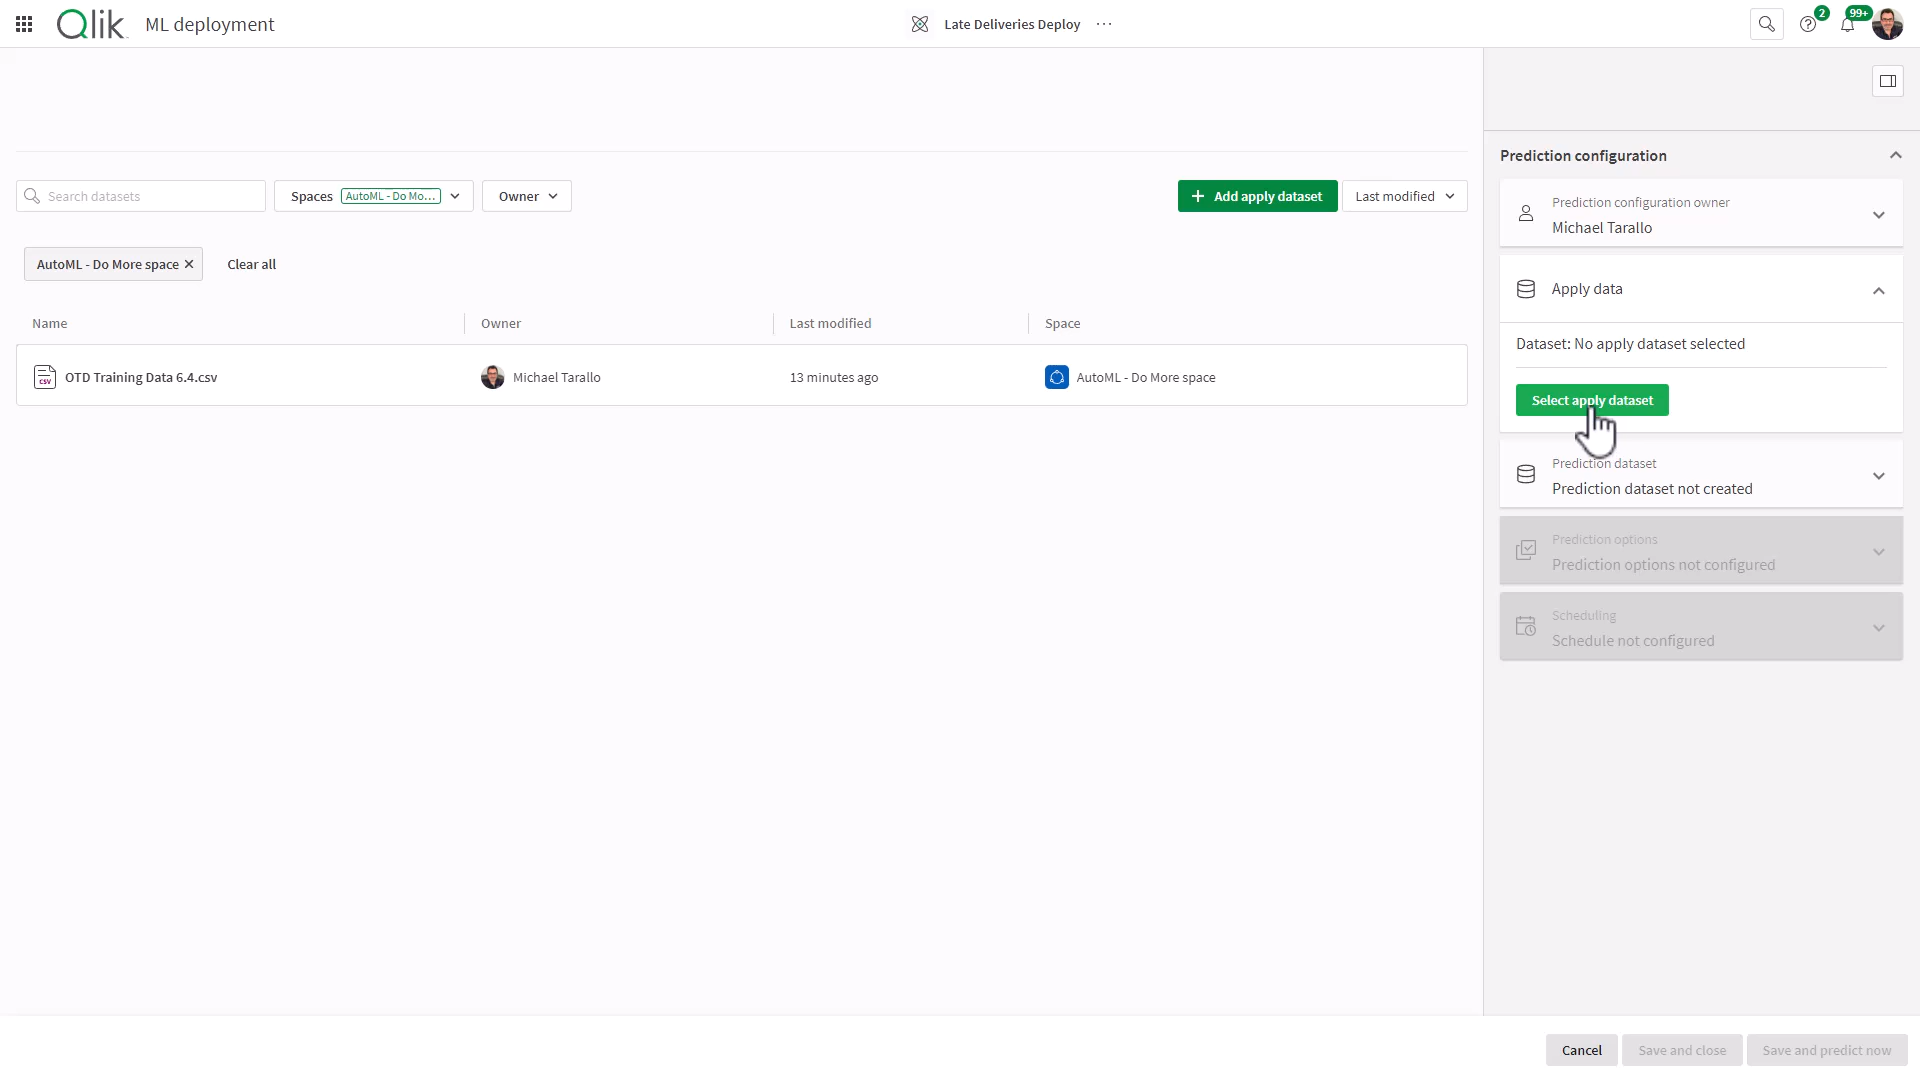 Qlik ML deployment
Late Deliveries Deploy
2
99+
Prediction configuration
Search datasets
Spaces AutoML - Do Mo...
Owner
Add apply dataset
Last modified
Prediction configuration owner
Michael Tarallo
AutoML - Do More space
Clear all
Apply data
Name
Owner
Last modified
Space
Dataset: No apply dataset selected
CSV
OTD Training Data 6.4.csv
Michael Tarallo
13 minutes ago
AutoML - Do More space
Select apply dataset
Prediction dataset
Prediction dataset not created
Prediction options
Prediction options not configured
Scheduling
Schedule not configured
Cancel
Save and close
Save and predict now